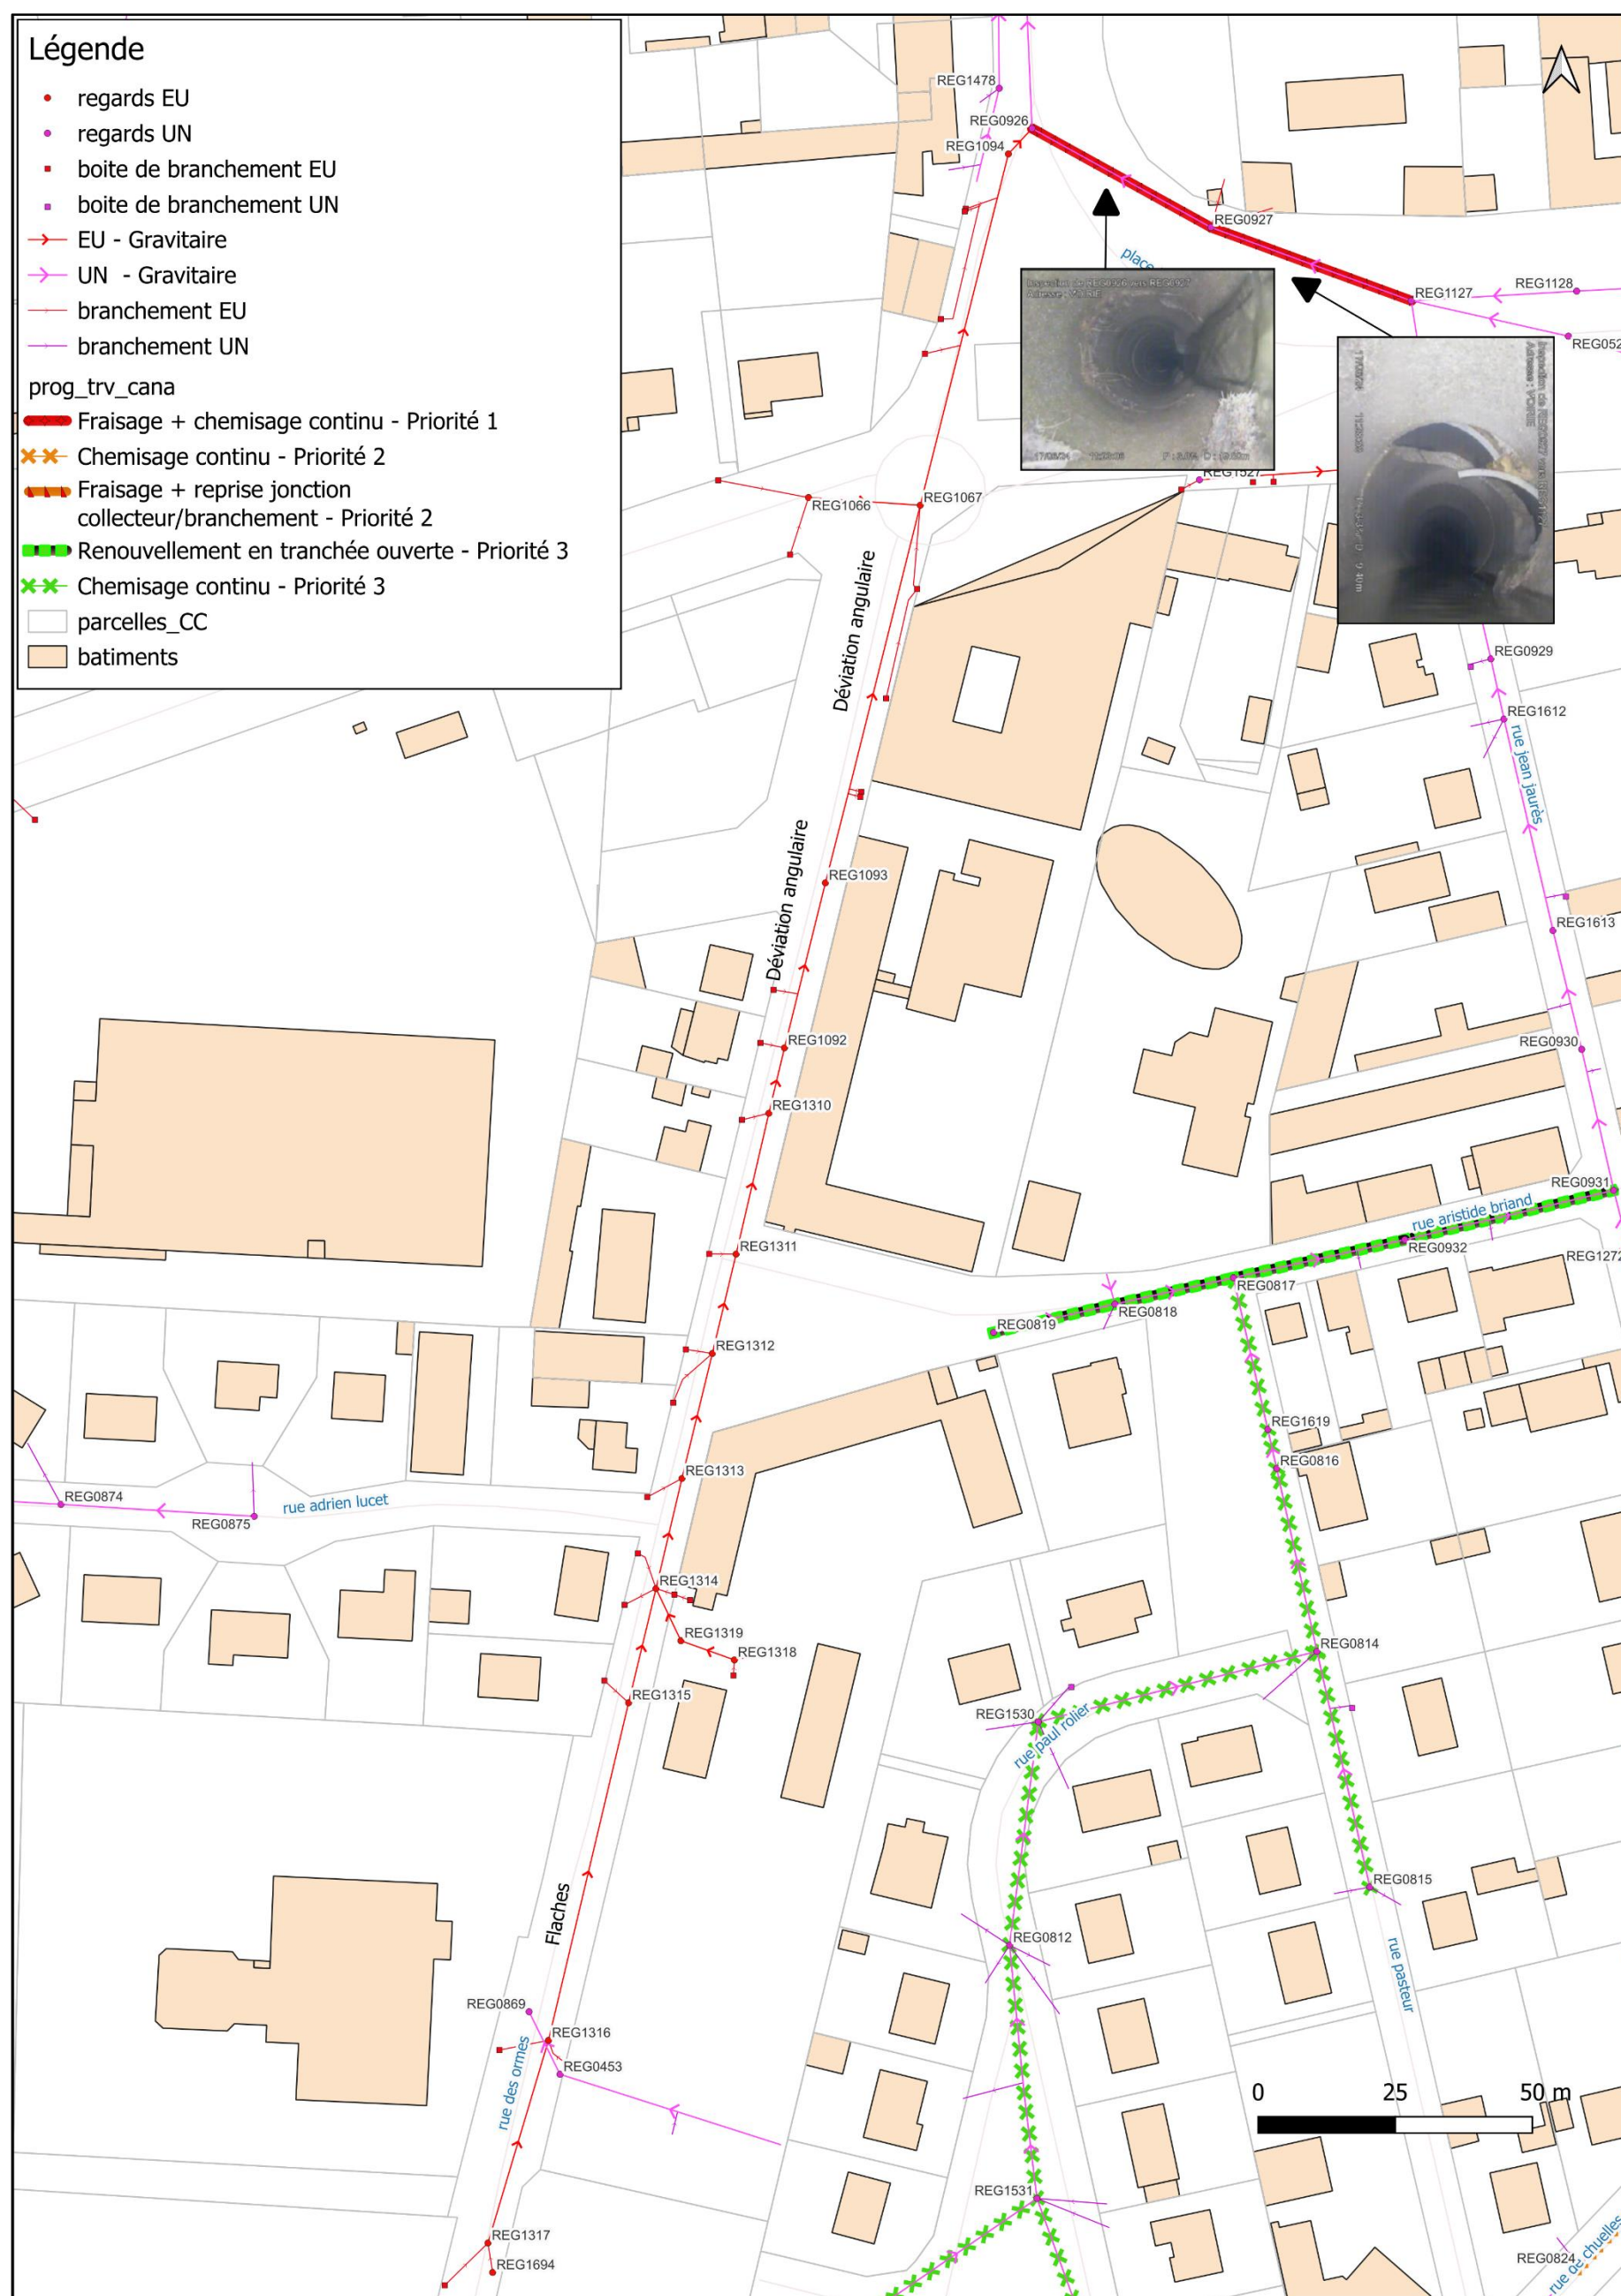 Légende
regards EU
regards UN
boite de branchement EU
boite de branchement UN
EU - Gravitaire
UN - Gravitaire
branchement EU
branchement UN
prog_trv_cana
Fraisage + chemisage continu - Priorité 1
Chemisage continu - Priorité 2
Fraisage + reprise jonction
collecteur/branchement - Priorité 2
Renouvellement en tranchée ouverte - Priorité 3
Chemisage continu - Priorité 3
parcelles_CC
batiments
REG1478
REG0926
REG1094
REG0927
place
REG1128
REG1127
REG052
REG1527
REG1066
REG1067
Déviation angulaire
REG0929
REG1612
rue jean jaurès
Déviation angulaire
REG1093
REG1613
REG1092
REG0930
REG1310
REG0931
rue aristide briand
REG0932
REG1272
REG1311
REG0817
REG0818
REG0819
REG1312
REG1619
REG0816
REG1313
REG0874
rue adrien lucet
REG0875
REG1314
REG1319
REG1318
REG0814
REG1315
REG1530
rue paul rolier
REG0815
Flaches
REG0812
rue pasteur
REG0869
REG1316
REG0453
rue des ormes
0 25 50 m
REG1531
REG1317
REG1694
REG0824
rue de chuelles